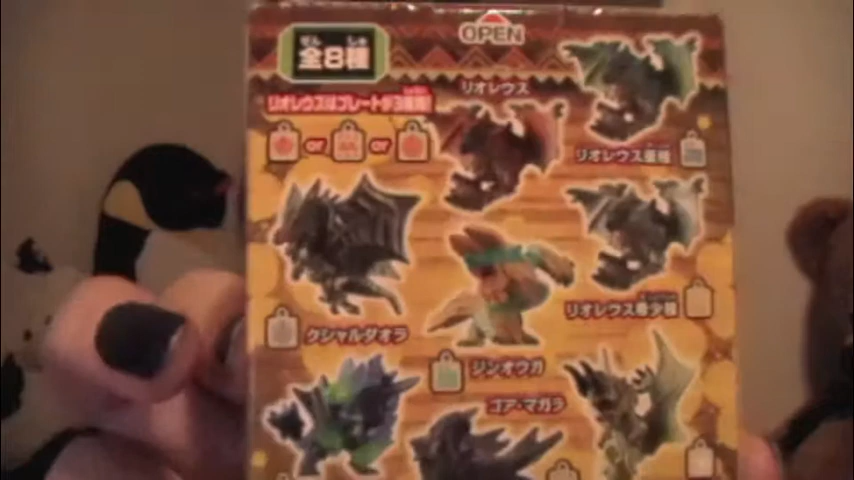 OPEN
ぜん しゅ
全8種
リオレウス
リオレウスはプレートが3種類!
or or
リオレウス亜種
リオレウス希少種
クシャルダオラ
ジンオウガ
ゴア・マガラ